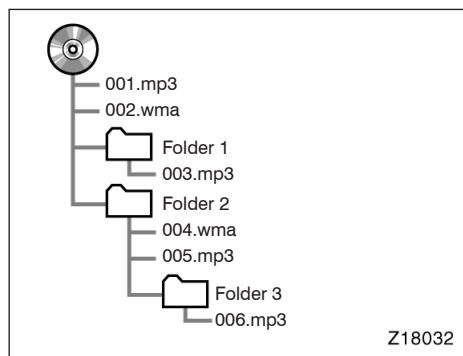 001.mp3
002.wma
Folder 1
003.mp3
Folder 2
004.wma
005.mp3
Folder 3
006.mp3
Z18032